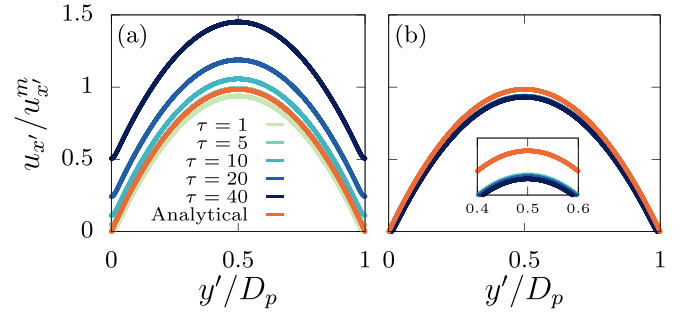 1.5
(a)
(b)
1
u_{x'}/u_{x'}^m
τ = 1
τ = 5
0.5
τ = 10
τ = 20
τ = 40
0.4 0.5 0.6
0
Analytical
0 0.5 1 0 0.5 1
y'/D_p y'/D_p